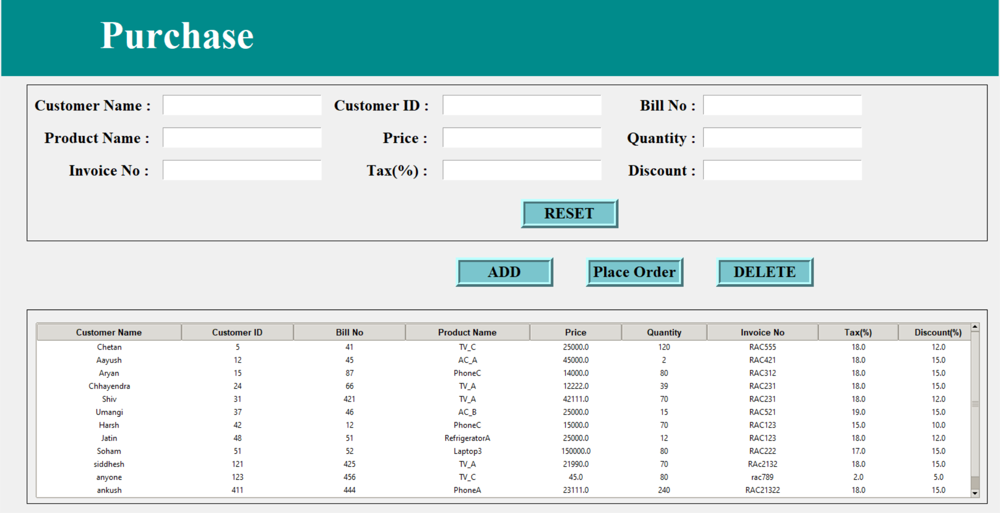 Purchase
Customer Name : Customer ID : Bill No :
Product Name : Price : Quantity :
Invoice No : Tax(%) : Discount :
RESET
ADD Place Order DELETE
Customer Name Customer ID Bill No Product Name Price Quantity Invoice No Tax(%) Discount(%)
Chetan 5 41 TV_C 25000.0 120 RAC555 18.0 12.0
Aayush 12 45 AC_A 45000.0 2 RAC421 18.0 15.0
Aryan 15 87 PhoneC 14000.0 80 RAC312 18.0 15.0
Chhayendra 24 66 TV_A 12222.0 39 RAC231 18.0 15.0
Shiv 31 421 TV_A 42111.0 70 RAC231 18.0 12.0
Umangi 37 46 AC_B 25000.0 15 RAC521 19.0 15.0
Harsh 42 12 PhoneC 15000.0 70 RAC123 15.0 10.0
Jatin 48 51 RefrigeratorA 25000.0 12 RAC123 18.0 12.0
Soham 51 52 Laptop3 150000.0 80 RAC222 17.0 15.0
siddhesh 121 425 TV_A 21990.0 70 RAc2132 18.0 15.0
anyone 123 456 TV_C 45.0 80 rac789 2.0 5.0
ankush 411 444 PhoneA 23111.0 240 RAC21322 18.0 15.0